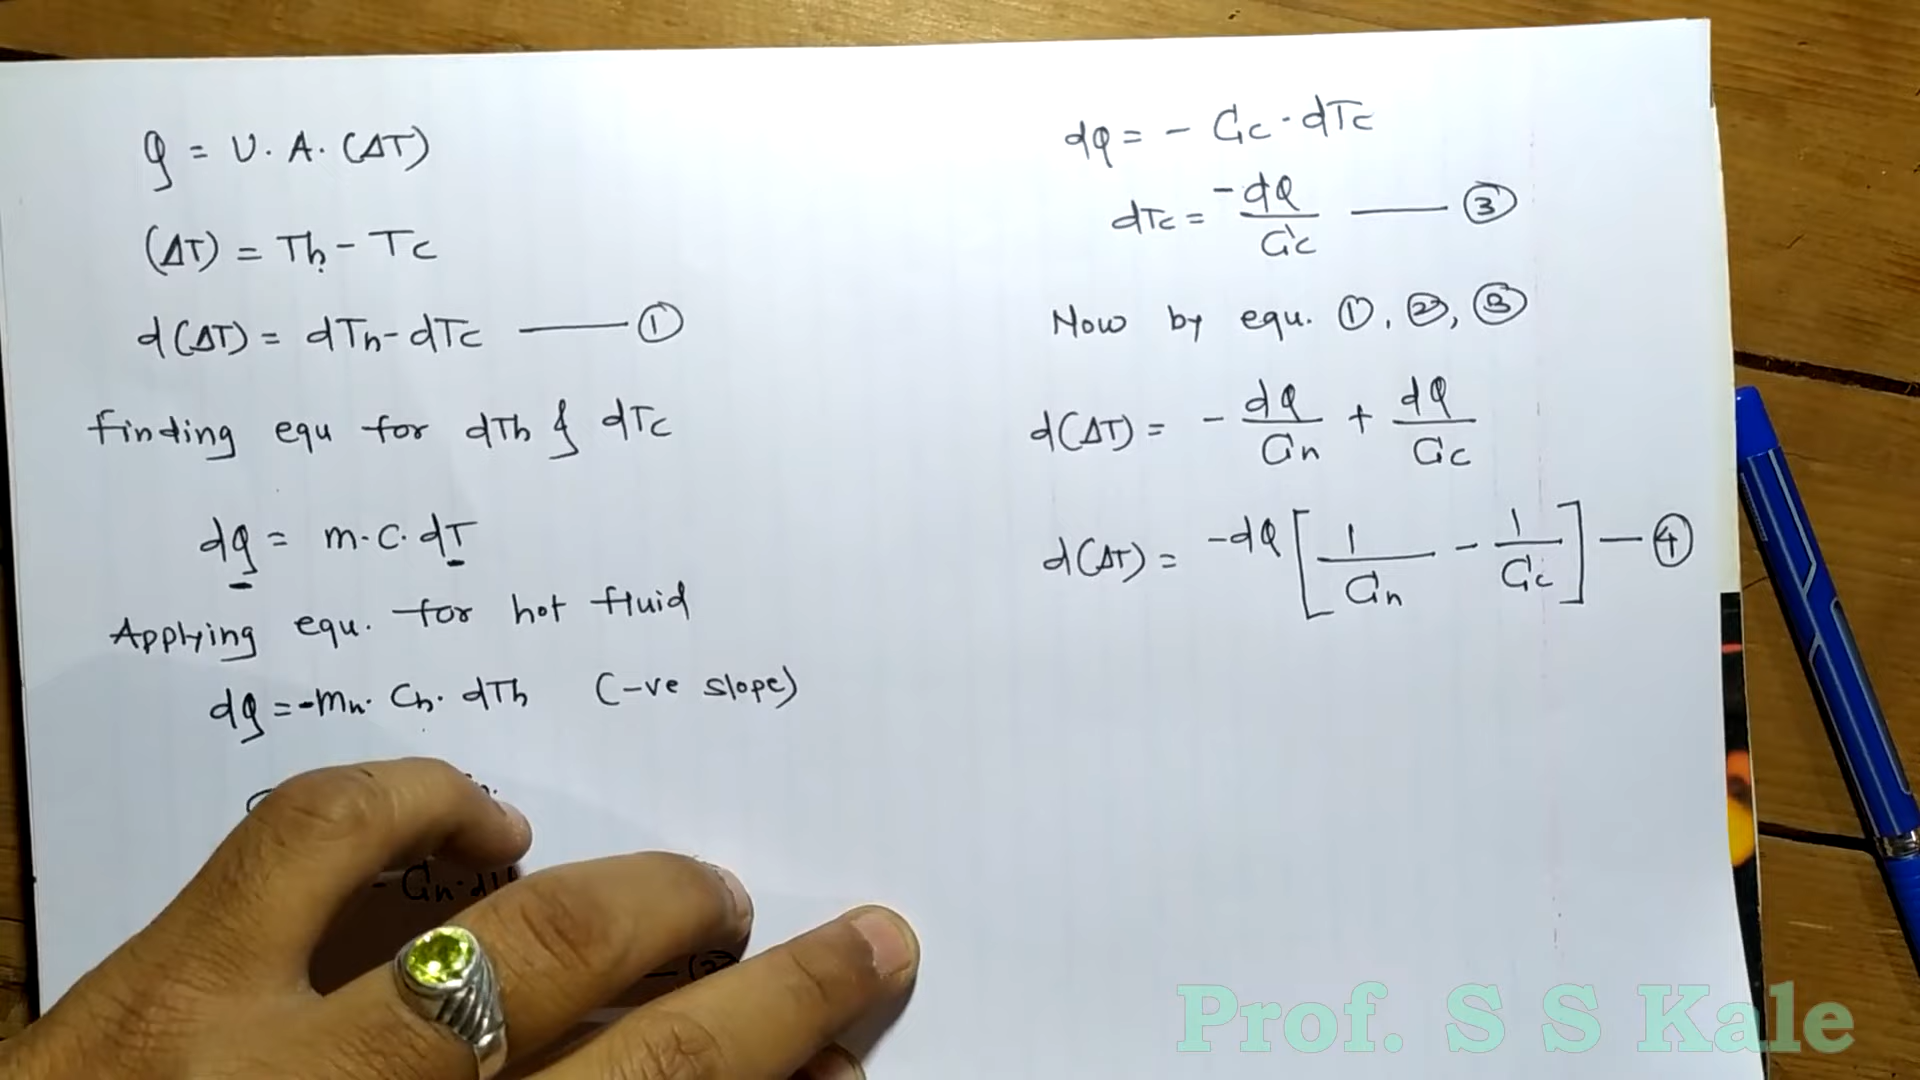 Q = U. A. (ΔT)
(ΔT) = Th - Tc
d(ΔT) = dTh - dTc —— ①
Finding equ for dTh & dTc
dQ = m.C.dT
Applying equ. for hot fluid
dQ = -mh. Ch. dTh (-ve slope)
- Ch.
dQ = - Cc . dTc
dTc = -dQ / Cc —— ③
Now by equ. ①, ②, ③
d(ΔT) = - dQ / Ch + dQ / Cc
d(ΔT) = -dQ [ 1 / Ch - 1 / Cc ] — ④
Prof. S S Kale